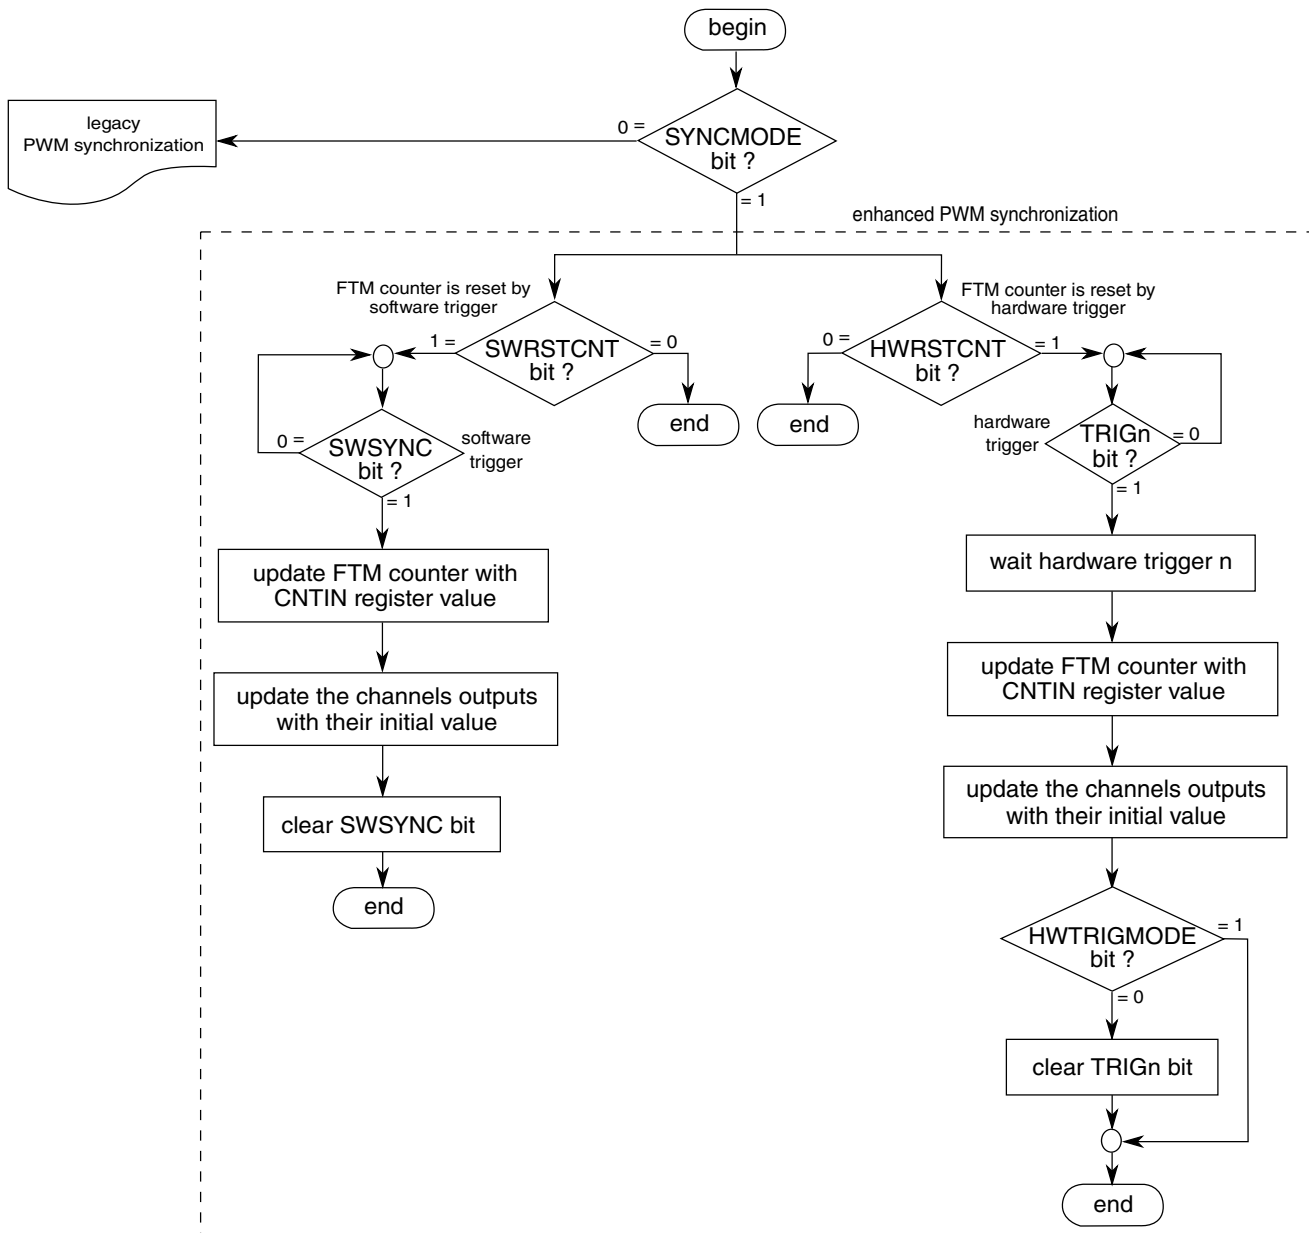 begin
legacy
PWM synchronization
0 =
SYNCMODE
bit ?
= 1
enhanced PWM synchronization
FTM counter is reset by
software trigger
1 =
SWRSTCNT
bit ?
= 0
end
0 =
SWSYNC
bit ?
software
trigger
= 1
update FTM counter with
CNTIN register value
update the channels outputs
with their initial value
clear SWSYNC bit
end
FTM counter is reset by
hardware trigger
0 =
HWRSTCNT
bit ?
= 1
end
hardware
trigger
TRIGn
bit ?
= 0
= 1
wait hardware trigger n
update FTM counter with
CNTIN register value
update the channels outputs
with their initial value
HWTRIGMODE
bit ?
= 1
= 0
clear TRIGn bit
end